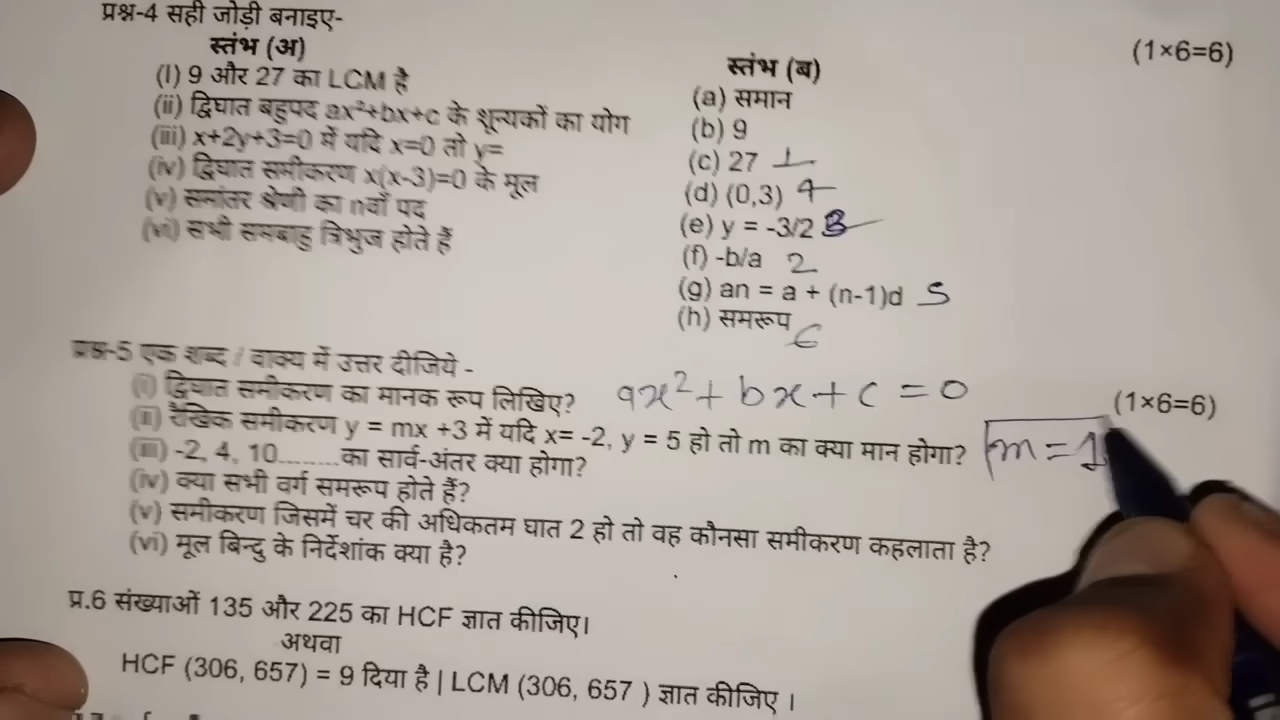 प्रश्न-4 सही जोड़ी बनाइए-
(1×6=6)
स्तंभ (अ)
(I) 9 और 27 का LCM है
(ii) द्विघात बहुपद ax²+bx+c के शून्यकों का योग
(iii) x+2y+3=0 में यदि x=0 तो y=
(iv) द्विघात समीकरण x(x-3)=0 के मूल
(v) समांतर श्रेणी का nवाँ पद
(vi) सभी समबाहु त्रिभुज होते हैं
स्तंभ (ब)
(a) समान
(b) 9
(c) 27 1
(d) (0,3) 4
(e) y = -3/2 3
(f) -b/a 2
(g) an = a + (n-1)d 5
(h) समरूप 6
प्रश्न-5 एक शब्द / वाक्य में उत्तर दीजिये -
(1×6=6)
(i) द्विघात समीकरण का मानक रूप लिखिए? ax² + bx + c = 0
(ii) रैखिक समीकरण y = mx +3 में यदि x= -2, y = 5 हो तो m का क्या मान होगा? m = -1
(iii) -2, 4, 10........का सार्व-अंतर क्या होगा?
(iv) क्या सभी वर्ग समरूप होते हैं?
(v) समीकरण जिसमें चर की अधिकतम घात 2 हो तो वह कौनसा समीकरण कहलाता है?
(vi) मूल बिन्दु के निर्देशांक क्या है?
प्र.6 संख्याओं 135 और 225 का HCF ज्ञात कीजिए।
अथवा
HCF (306, 657) = 9 दिया है | LCM (306, 657 ) ज्ञात कीजिए ।